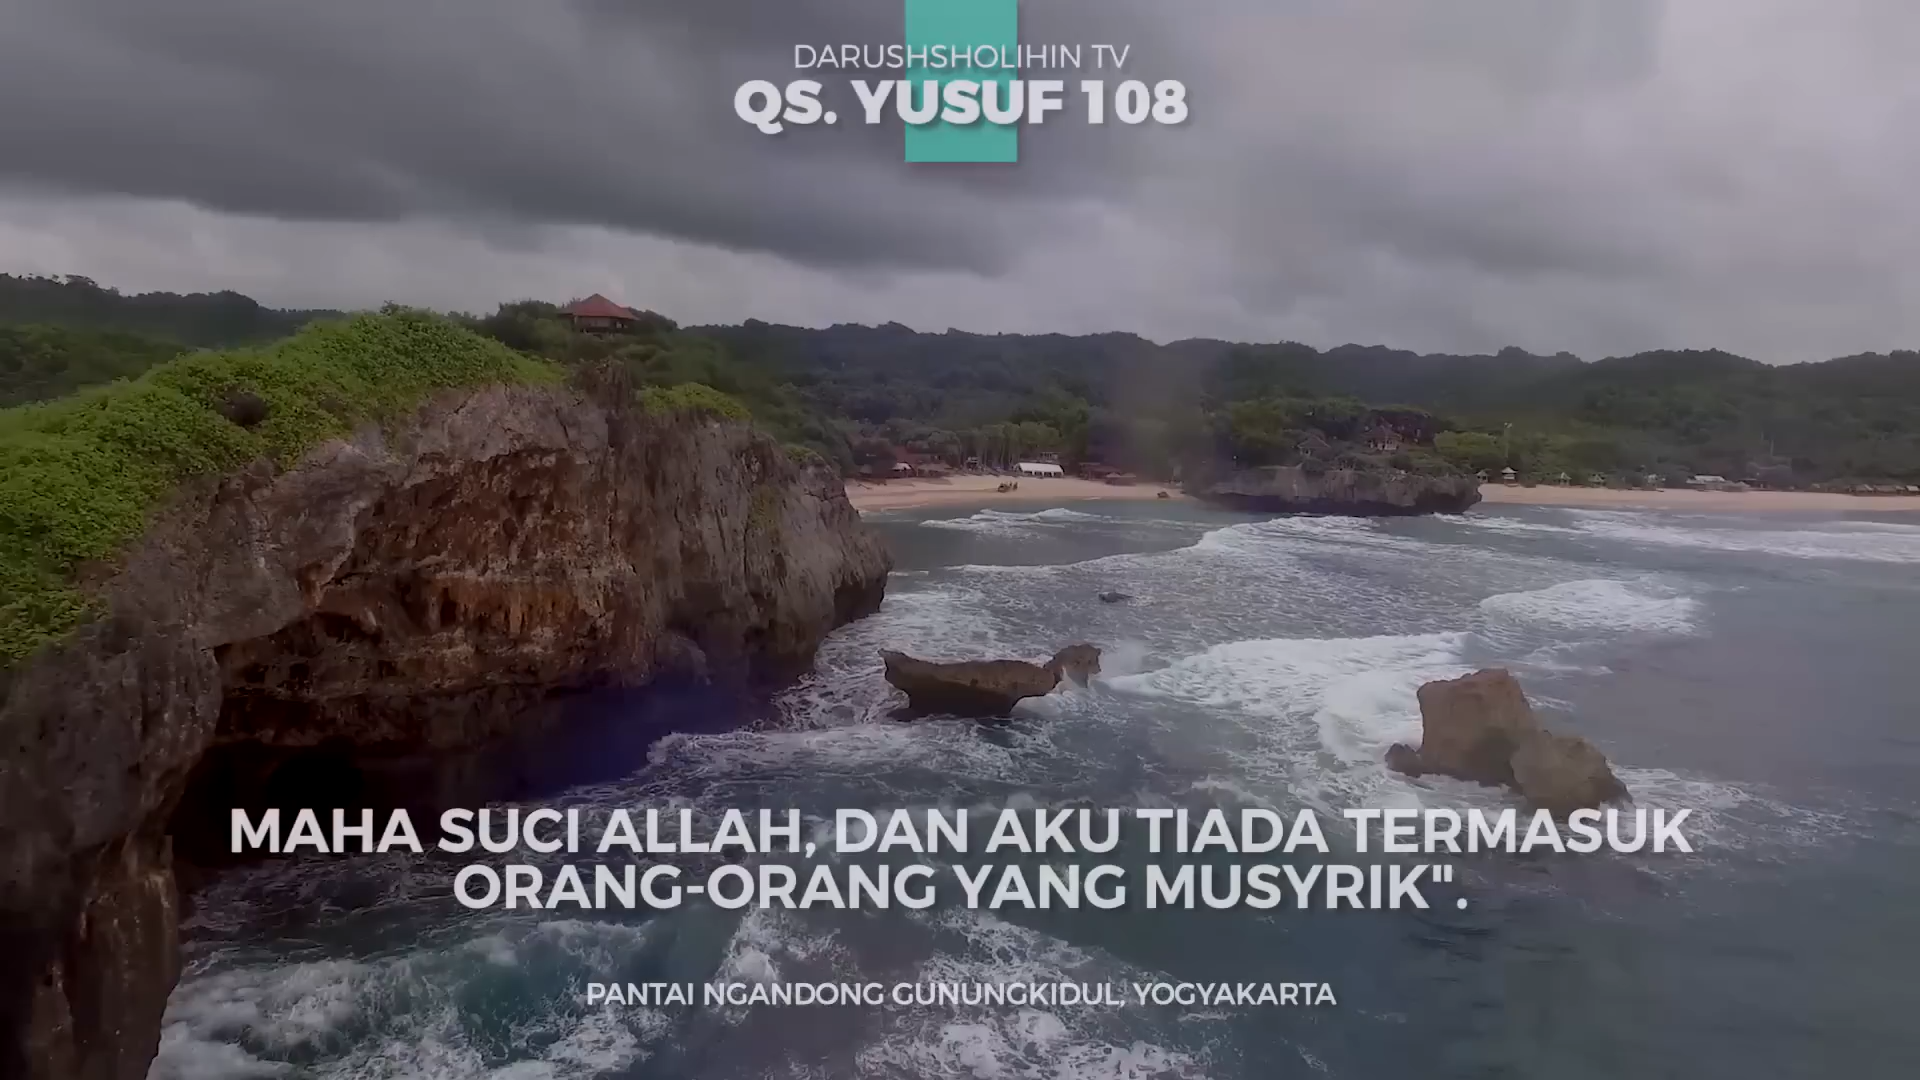 DARUSHSHOLIHIN TV
QS. YUSUF 108
MAHA SUCI ALLAH, DAN AKU TIADA TERMASUK
ORANG-ORANG YANG MUSYRIK".
PANTAI NGANDONG GUNUNGKIDUL, YOGYAKARTA